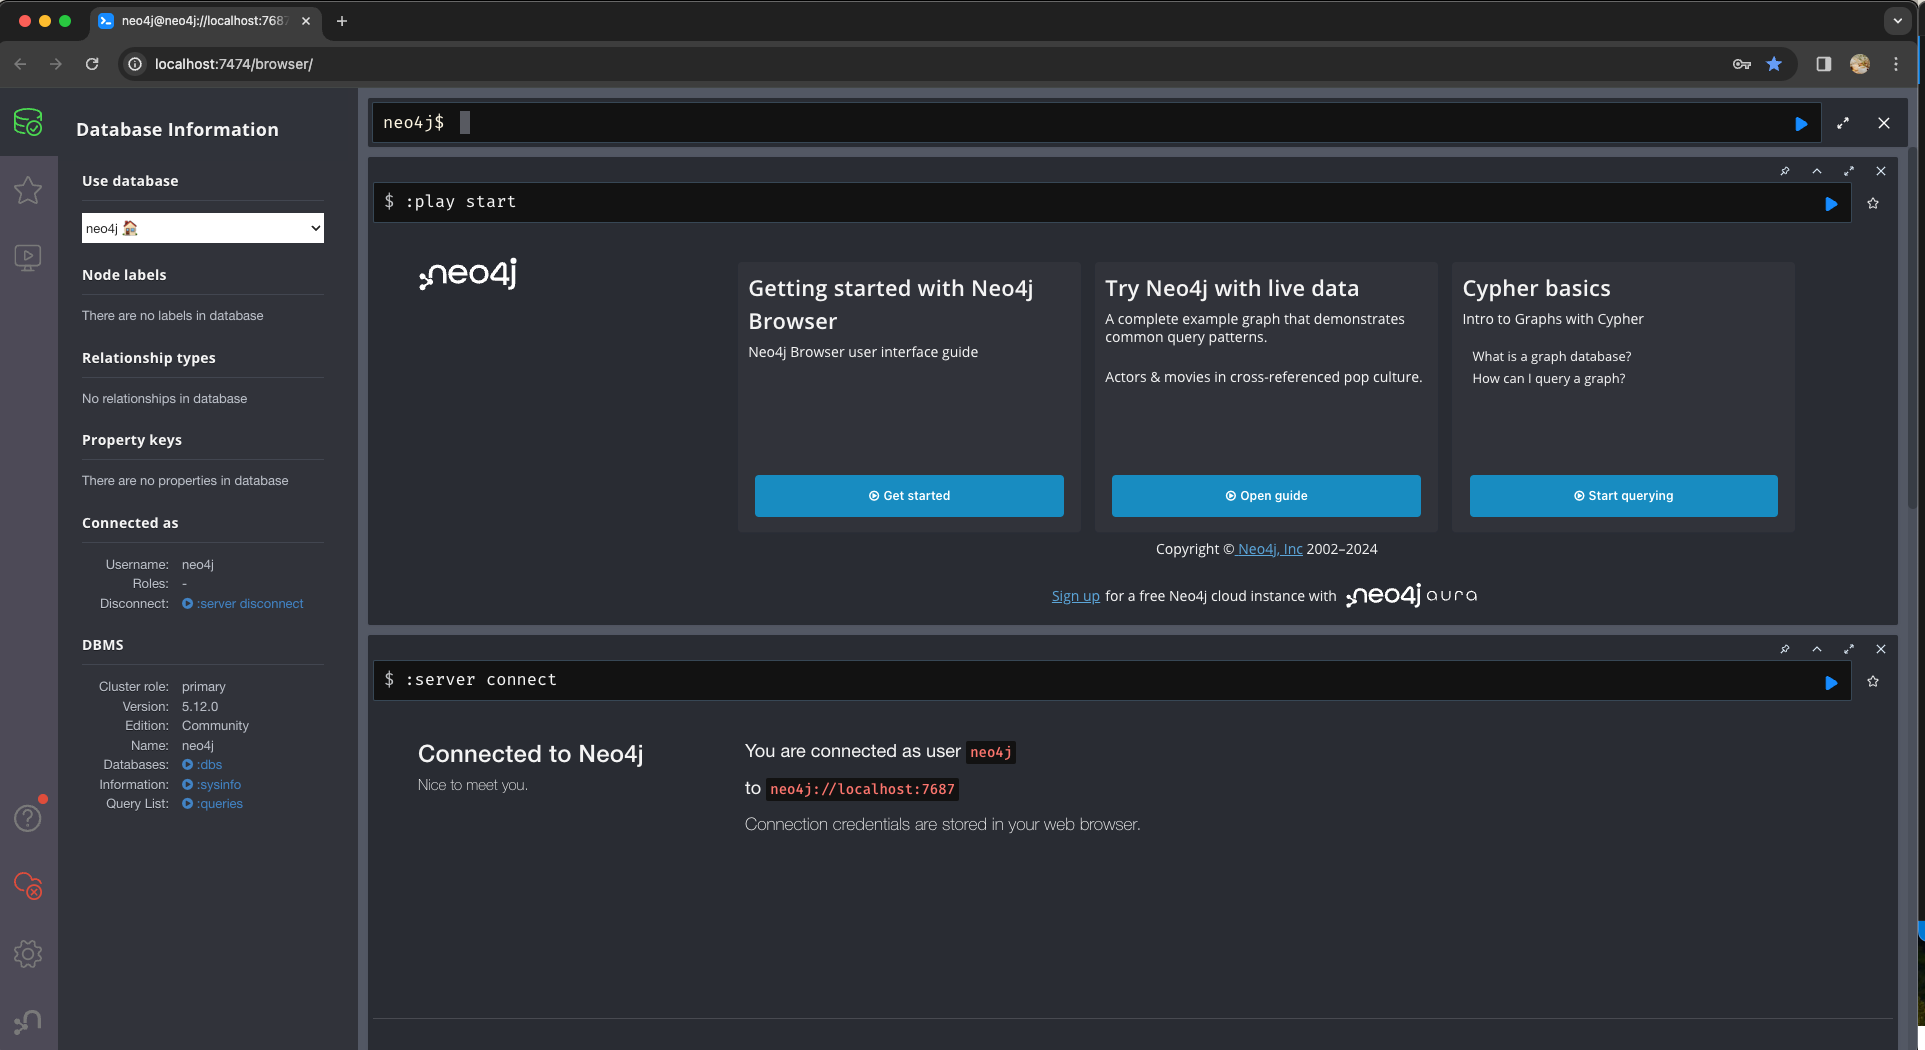 neo4j@neo4j://localhost:7687
localhost:7474/browser/
Database Information
Use database
neo4j
Node labels
There are no labels in database
Relationship types
No relationships in database
Property keys
There are no properties in database
Connected as
Username: neo4j
Roles: -
Disconnect: :server disconnect
DBMS
Cluster role: primary
Version: 5.12.0
Edition: Community
Name: neo4j
Databases: :dbs
Information: :sysinfo
Query List: :queries
neo4j$
$ :play start
neo4j
Getting started with Neo4j
Browser
Neo4j Browser user interface guide
Get started
Try Neo4j with live data
A complete example graph that demonstrates
common query patterns.
Actors & movies in cross-referenced pop culture.
Open guide
Cypher basics
Intro to Graphs with Cypher
What is a graph database?
How can I query a graph?
Start querying
Copyright © Neo4j, Inc 2002–2024
Sign up for a free Neo4j cloud instance with neo4j aura
$ :server connect
Connected to Neo4j
Nice to meet you.
You are connected as user neo4j
to neo4j://localhost:7687
Connection credentials are stored in your web browser.